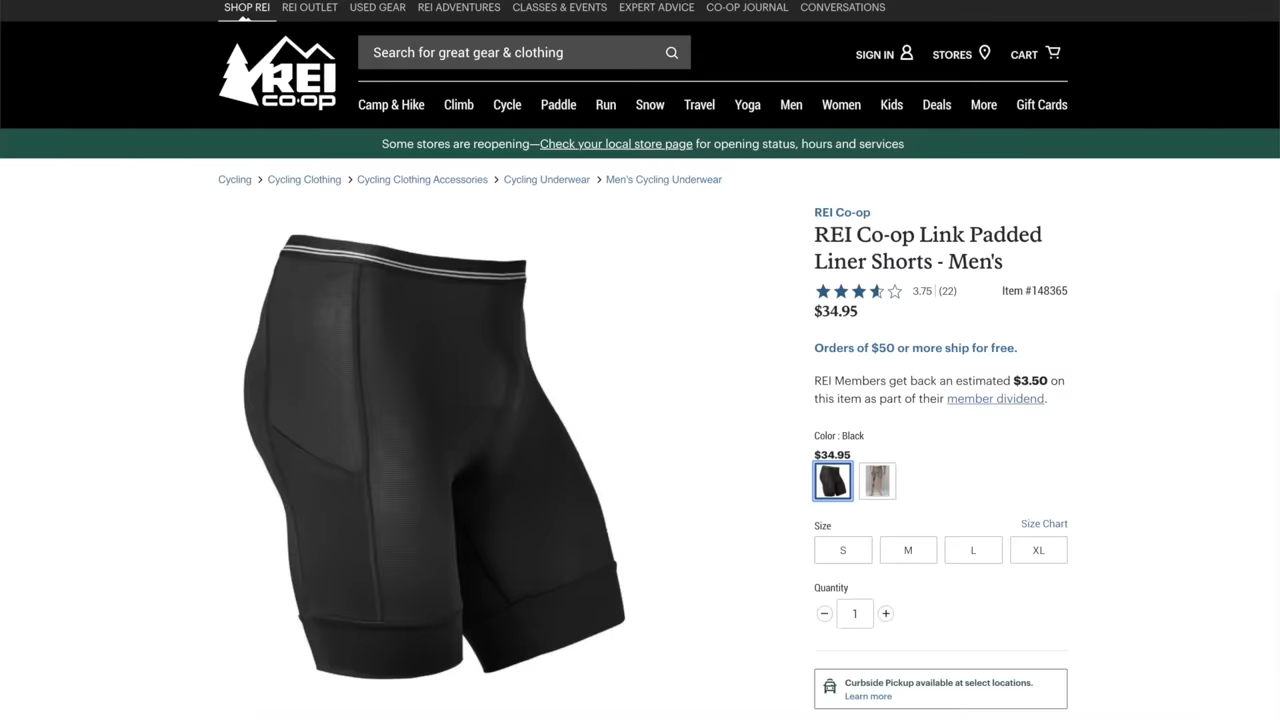 SHOP REI REI OUTLET USED GEAR REI ADVENTURES CLASSES & EVENTS EXPERT ADVICE CO-OP JOURNAL CONVERSATIONS
REI
CO·OP
Search for great gear & clothing
SIGN IN STORES CART
Camp & Hike Climb Cycle Paddle Run Snow Travel Yoga Men Women Kids Deals More Gift Cards
Some stores are reopening—Check your local store page for opening status, hours and services
Cycling > Cycling Clothing > Cycling Clothing Accessories > Cycling Underwear > Men's Cycling Underwear
REI Co-op
REI Co-op Link Padded
Liner Shorts - Men's
3.75 (22) Item #148365
$34.95
Orders of $50 or more ship for free.
REI Members get back an estimated $3.50 on
this item as part of their member dividend.
Color : Black
$34.95
Size Size Chart
S M L XL
Quantity
1
Curbside Pickup available at select locations.
Learn more